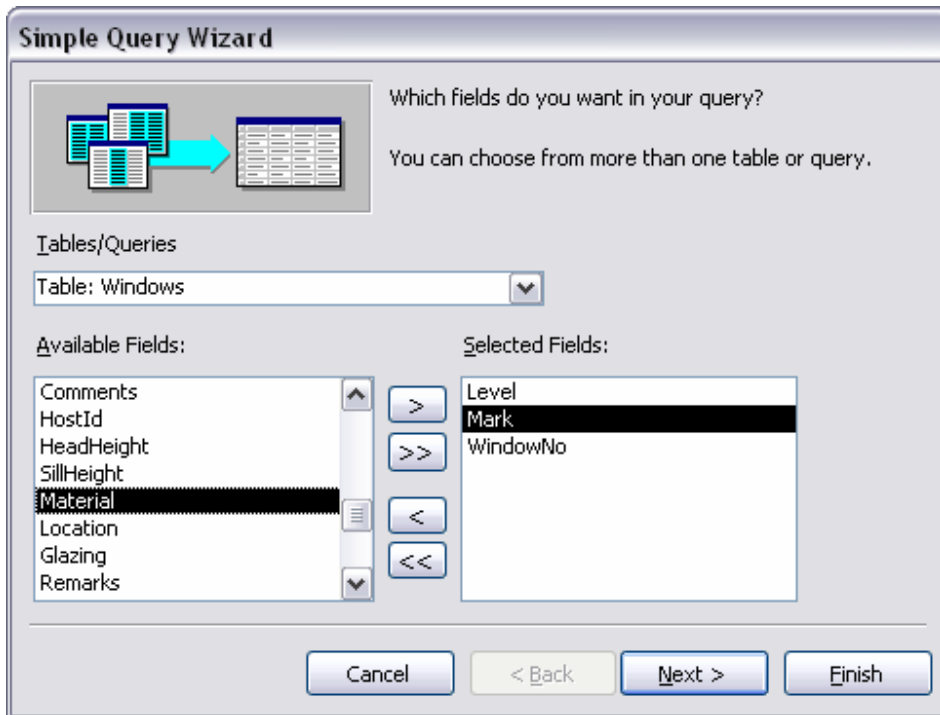 Simple Query Wizard
Which fields do you want in your query?
You can choose from more than one table or query.
Tables/Queries
Table: Windows
Available Fields:
Comments
HostId
HeadHeight
SillHeight
Material
Location
Glazing
Remarks
>
>>
<
<<
Selected Fields:
Level
Mark
WindowNo
Cancel
< Back
Next >
Finish